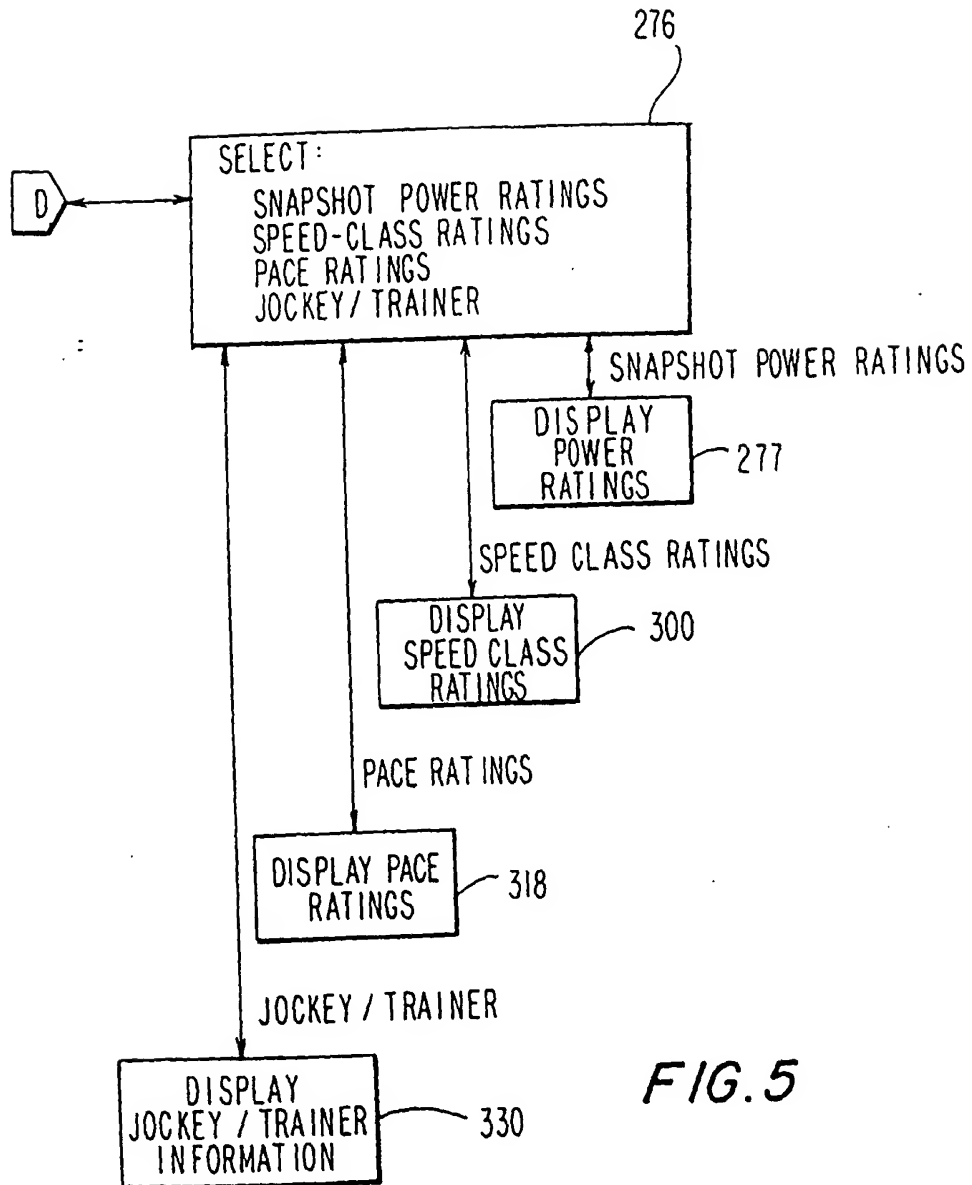 276
SELECT:
SNAPSHOT POWER RATINGS
SPEED-CLASS RATINGS
PACE RATINGS
JOCKEY/TRAINER
D
SNAPSHOT POWER RATINGS
DISPLAY
POWER
RATINGS
277
SPEED CLASS RATINGS
DISPLAY
SPEED CLASS
RATINGS
300
PACE RATINGS
DISPLAY PACE
RATINGS
318
JOCKEY / TRAINER
DISPLAY
JOCKEY / TRAINER
INFORMATION
330
FIG.5